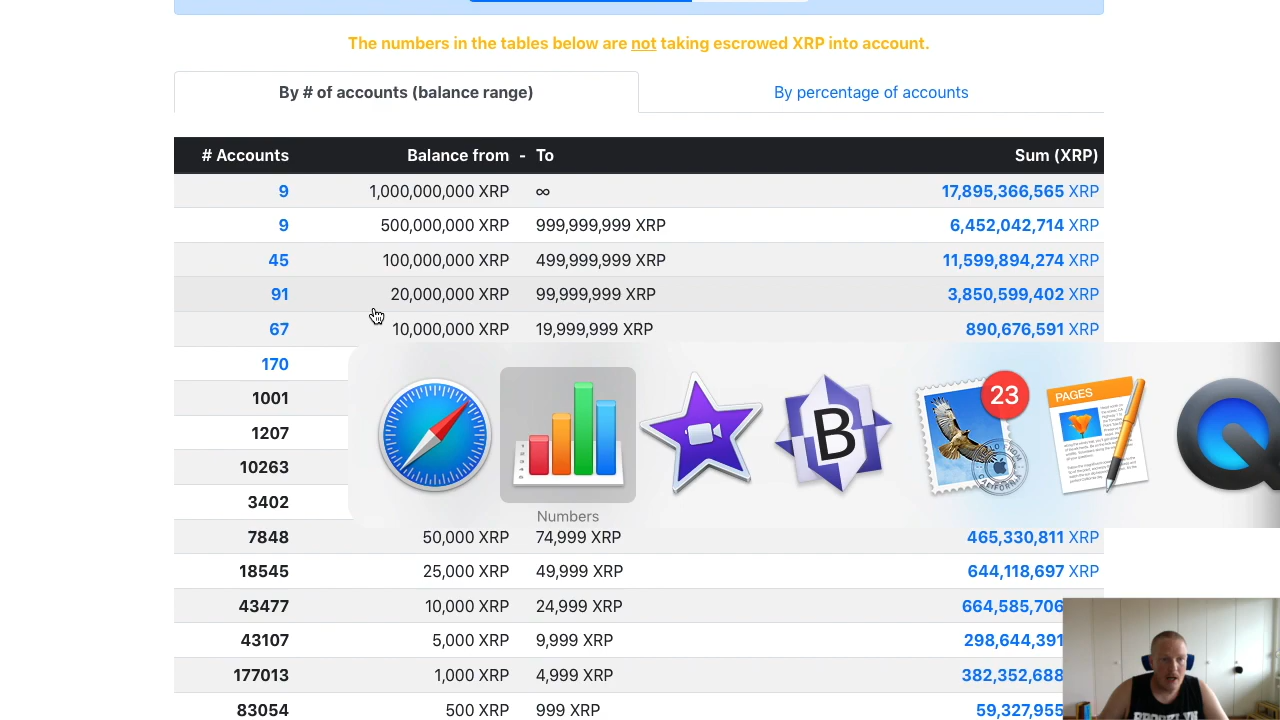 The numbers in the tables below are not taking escrowed XRP into account.
By # of accounts (balance range)
By percentage of accounts
# Accounts Balance from - To Sum (XRP)
9 1,000,000,000 XRP ∞ 17,895,366,565 XRP
9 500,000,000 XRP 999,999,999 XRP 6,452,042,714 XRP
45 100,000,000 XRP 499,999,999 XRP 11,599,894,274 XRP
91 20,000,000 XRP 99,999,999 XRP 3,850,599,402 XRP
67 10,000,000 XRP 19,999,999 XRP 890,676,591 XRP
170
1001
1207
10263
3402
B
23
PAGES
Numbers
7848 50,000 XRP 74,999 XRP 465,330,811 XRP
18545 25,000 XRP 49,999 XRP 644,118,697 XRP
43477 10,000 XRP 24,999 XRP 664,585,706
43107 5,000 XRP 9,999 XRP 298,644,391
177013 1,000 XRP 4,999 XRP 382,352,688
83054 500 XRP 999 XRP 59,327,955
BROOKLYN